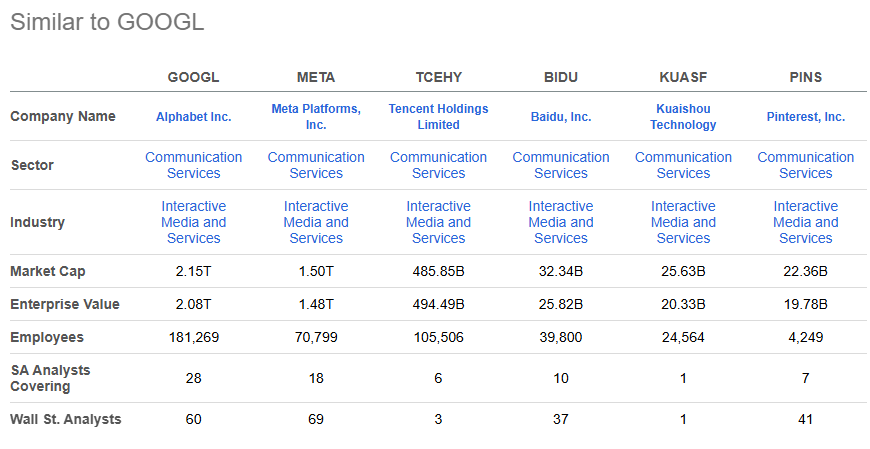 Similar to GOOGL
GOOGL META TCEHY BIDU KUASF PINS
Company Name Alphabet Inc. Meta Platforms, Inc. Tencent Holdings Limited Baidu, Inc. Kuaishou Technology Pinterest, Inc.
Sector Communication Services Communication Services Communication Services Communication Services Communication Services Communication Services
Industry Interactive Media and Services Interactive Media and Services Interactive Media and Services Interactive Media and Services Interactive Media and Services Interactive Media and Services
Market Cap 2.15T 1.50T 485.85B 32.34B 25.63B 22.36B
Enterprise Value 2.08T 1.48T 494.49B 25.82B 20.33B 19.78B
Employees 181,269 70,799 105,506 39,800 24,564 4,249
SA Analysts Covering 28 18 6 10 1 7
Wall St. Analysts 60 69 3 37 1 41